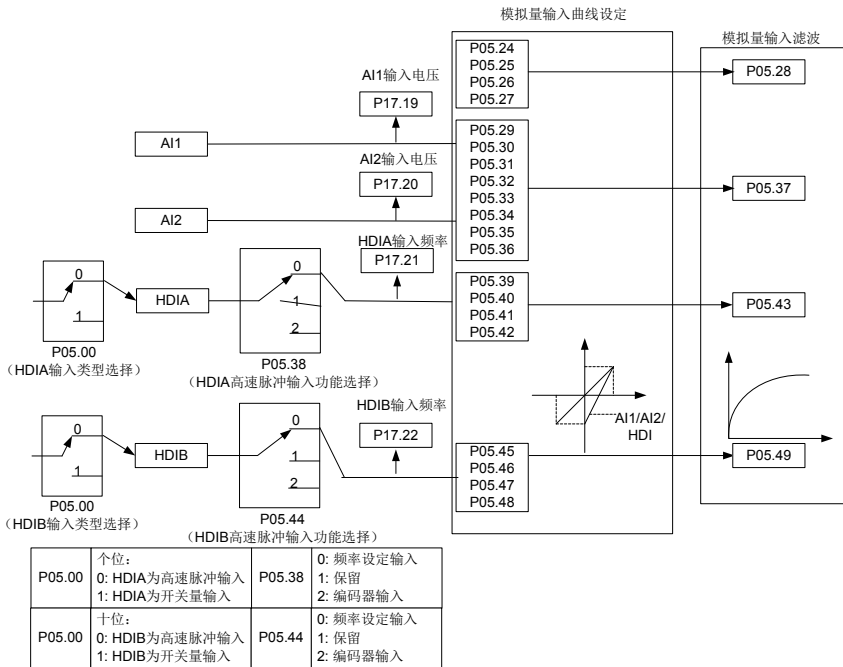 模拟量输入曲线设定
模拟量输入滤波
P05.24
P05.25
P05.26
P05.27
P05.28
AI1输入电压
P17.19
AI1
P05.29
P05.30
P05.31
P05.32
P05.33
P05.34
P05.35
P05.36
P05.37
AI2输入电压
P17.20
AI2
HDIA输入频率
P17.21
0
1
P05.00
(HDIA输入类型选择)
HDIA
0
1
2
P05.38
(HDIA高速脉冲输入功能选择)
P05.39
P05.40
P05.41
P05.42
P05.43
AI1/AI2/
HDI
HDIB输入频率
P17.22
0
1
P05.00
(HDIB输入类型选择)
HDIB
0
1
2
P05.44
(HDIB高速脉冲输入功能选择)
P05.45
P05.46
P05.47
P05.48
P05.49
P05.00
个位:
0: HDIA为高速脉冲输入
1: HDIA为开关量输入
P05.38
0: 频率设定输入
1: 保留
2: 编码器输入
P05.00
十位:
0: HDIB为高速脉冲输入
1: HDIB为开关量输入
P05.44
0: 频率设定输入
1: 保留
2: 编码器输入